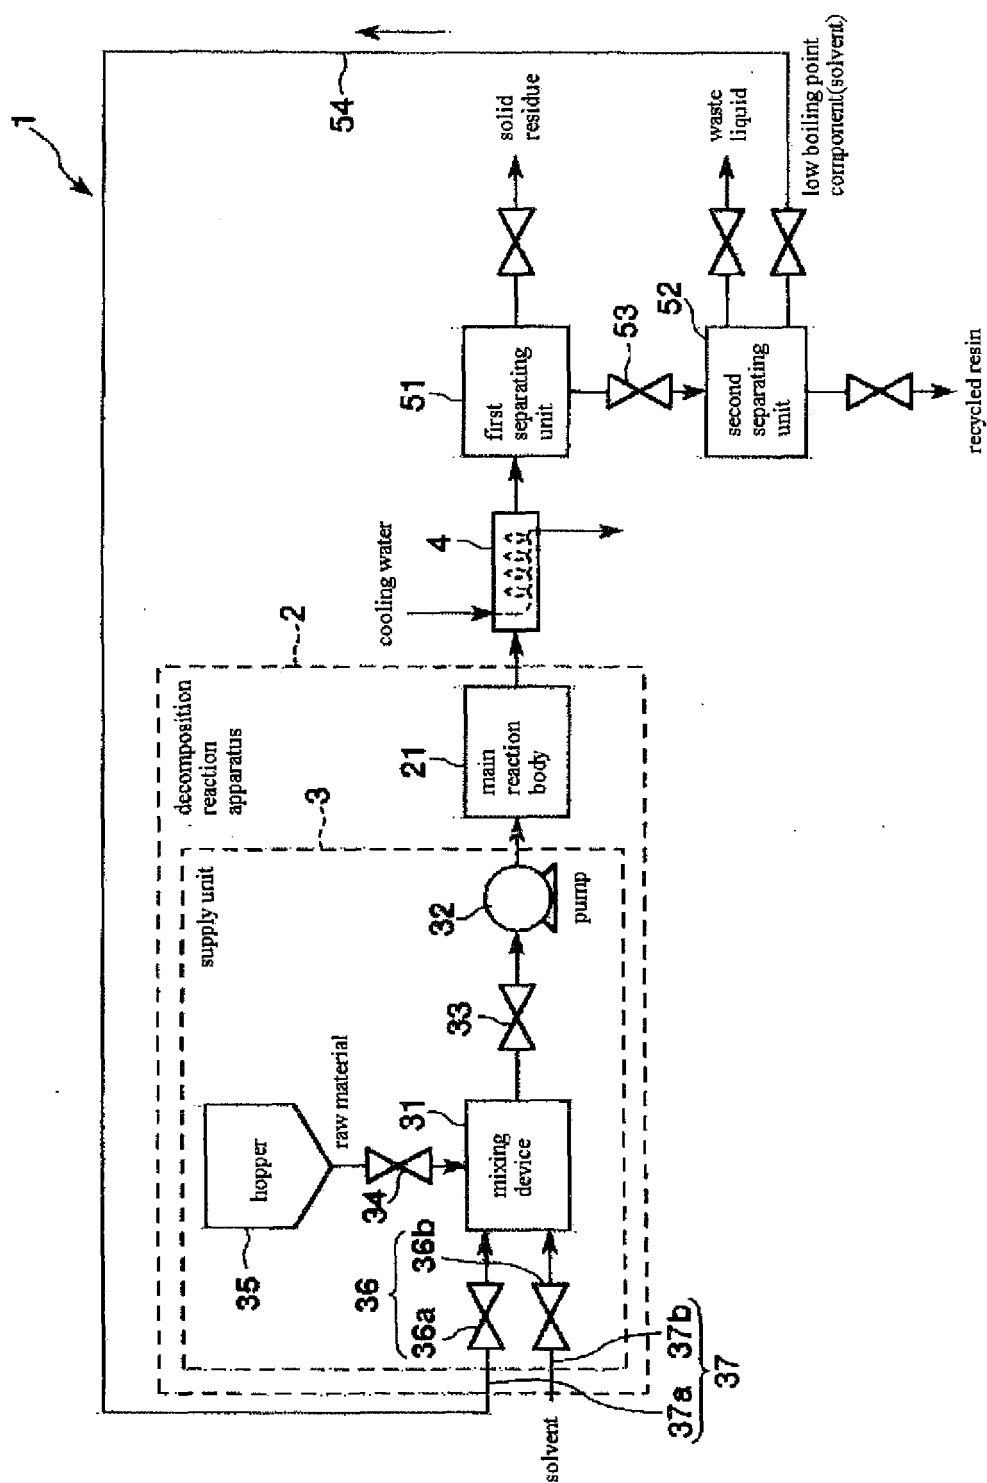 1
54
decomposition
reaction
apparatus
2
supply unit
3
hopper
35
raw material
34
36
36a
36b
mixing
device
31
33
32
pump
main
reaction
body
21
cooling water
4
first
separating
unit
51
solid
residue
53
second
separating
unit
52
waste
liquid
low boiling point
component(solvent)
recycled resin
solvent
37a
37b
37